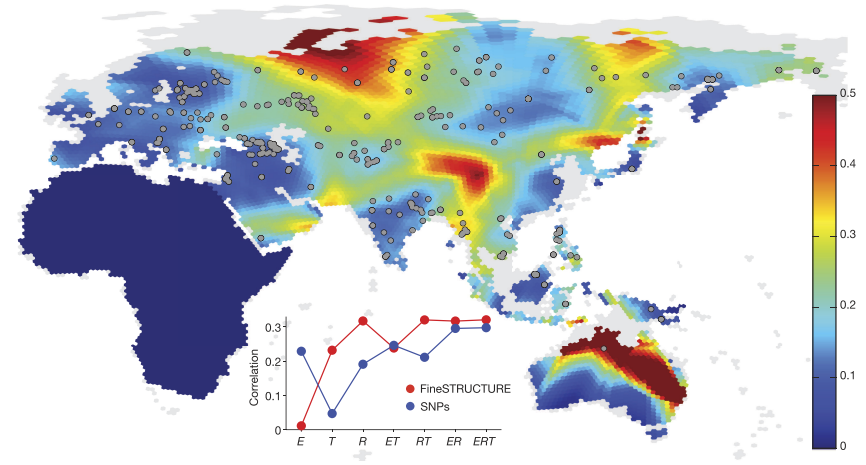 0.5
0.4
0.3
0.2
0.1
0
Correlation
0.3
0.2
0.1
0
FineSTRUCTURE
SNPs
E T R ET RT ER ERT